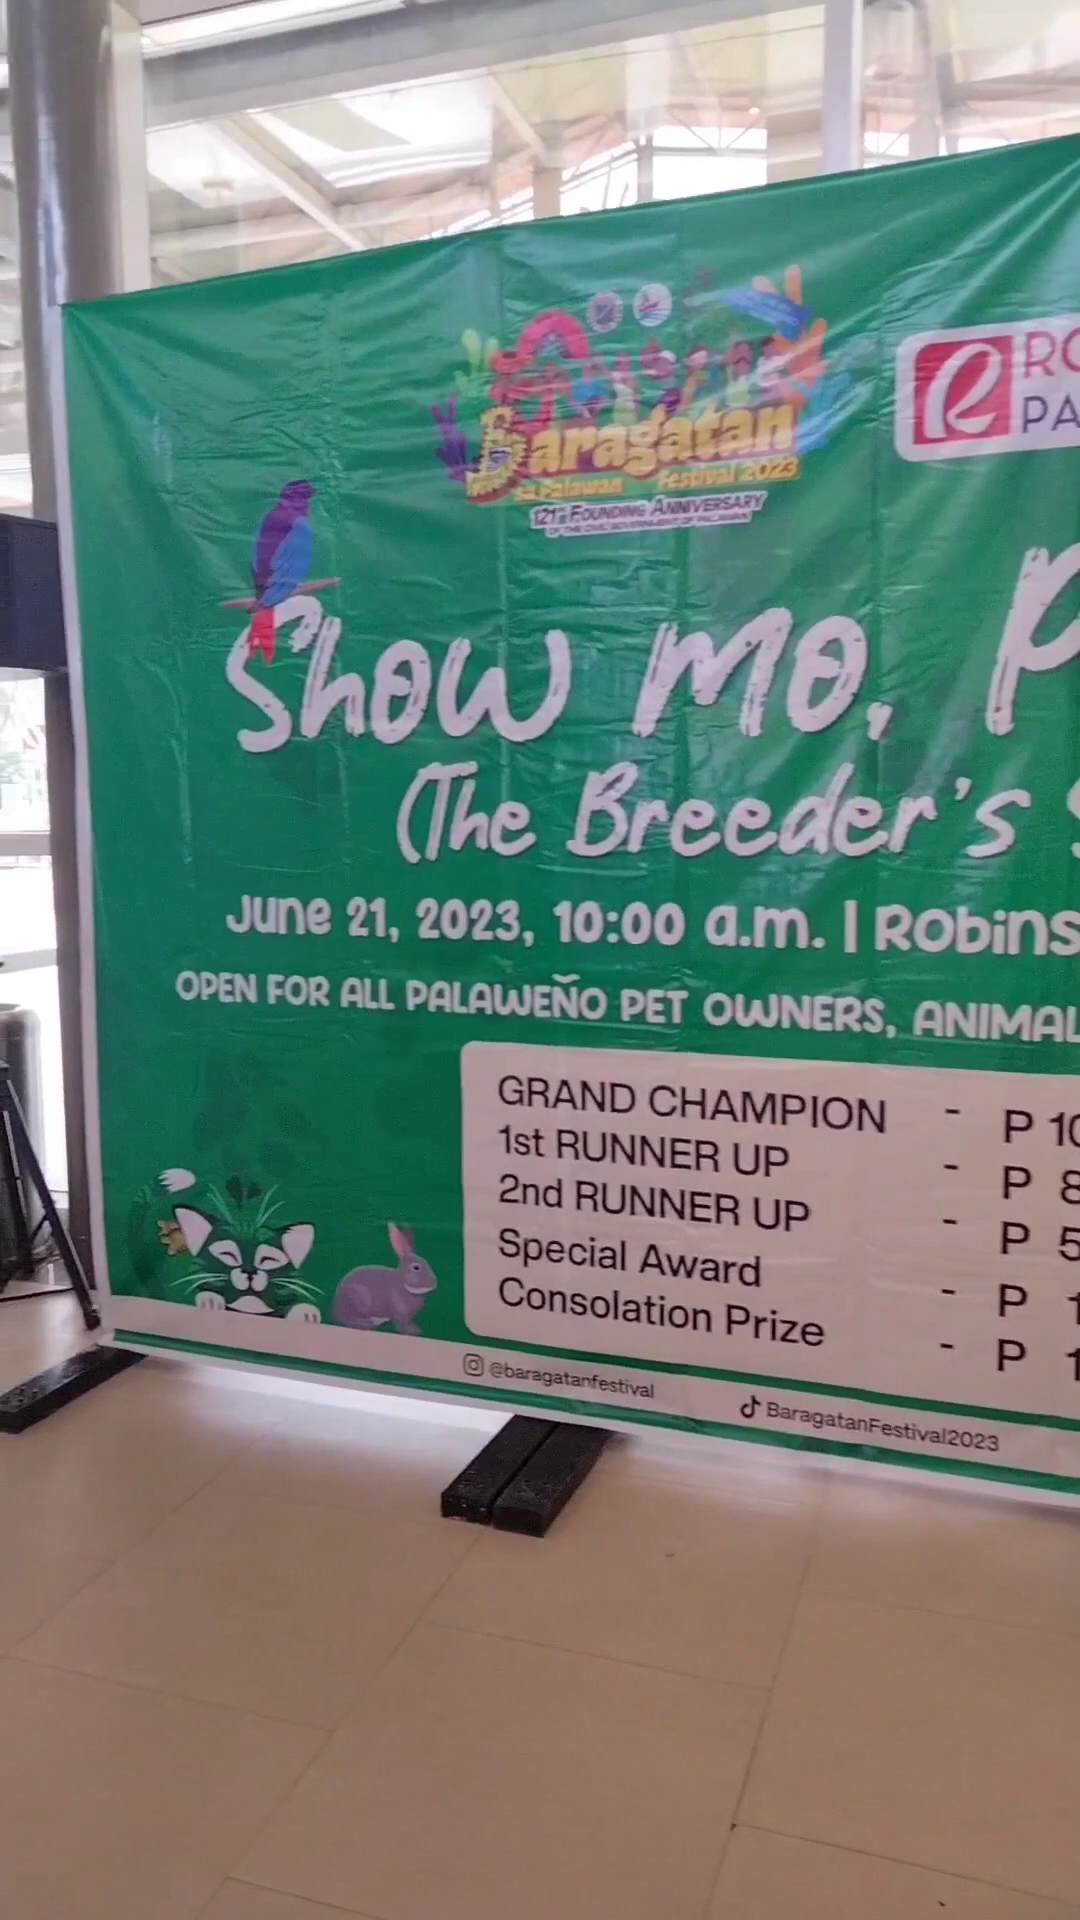 Baragatan
sa Palawan Festival 2023
121st FOUNDING ANNIVERSARY
OF THE CIVIL GOVERNMENT OF PALAWAN
R RO
PA
Show mo, P
(The Breeder's S
June 21, 2023, 10:00 a.m. | Robins
OPEN FOR ALL PALAWEÑO PET OWNERS, ANIMAL
GRAND CHAMPION - P 10
1st RUNNER UP - P 8
2nd RUNNER UP - P 5
Special Award - P 1
Consolation Prize - P 1
@baragatanfestival
BaragatanFestival2023